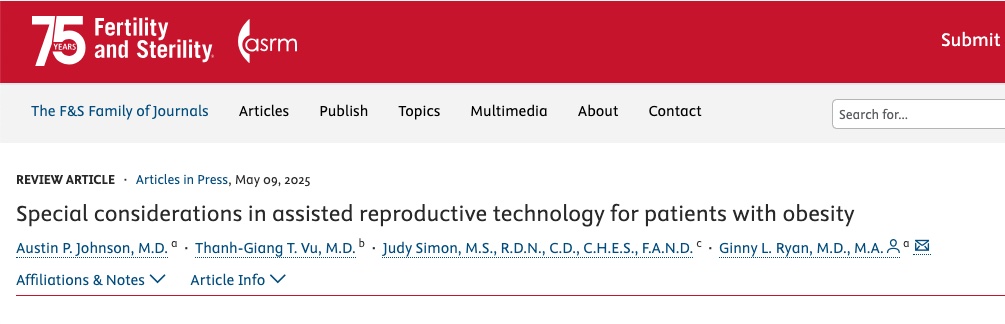 75 YEARS Fertility and Sterility® asrm
Submit
The F&S Family of Journals Articles Publish Topics Multimedia About Contact Search for...
REVIEW ARTICLE · Articles in Press, May 09, 2025
Special considerations in assisted reproductive technology for patients with obesity
Austin P. Johnson, M.D. a · Thanh-Giang T. Vu, M.D. b · Judy Simon, M.S., R.D.N., C.D., C.H.E.S., F.A.N.D. c · Ginny L. Ryan, M.D., M.A. a
Affiliations & Notes Article Info